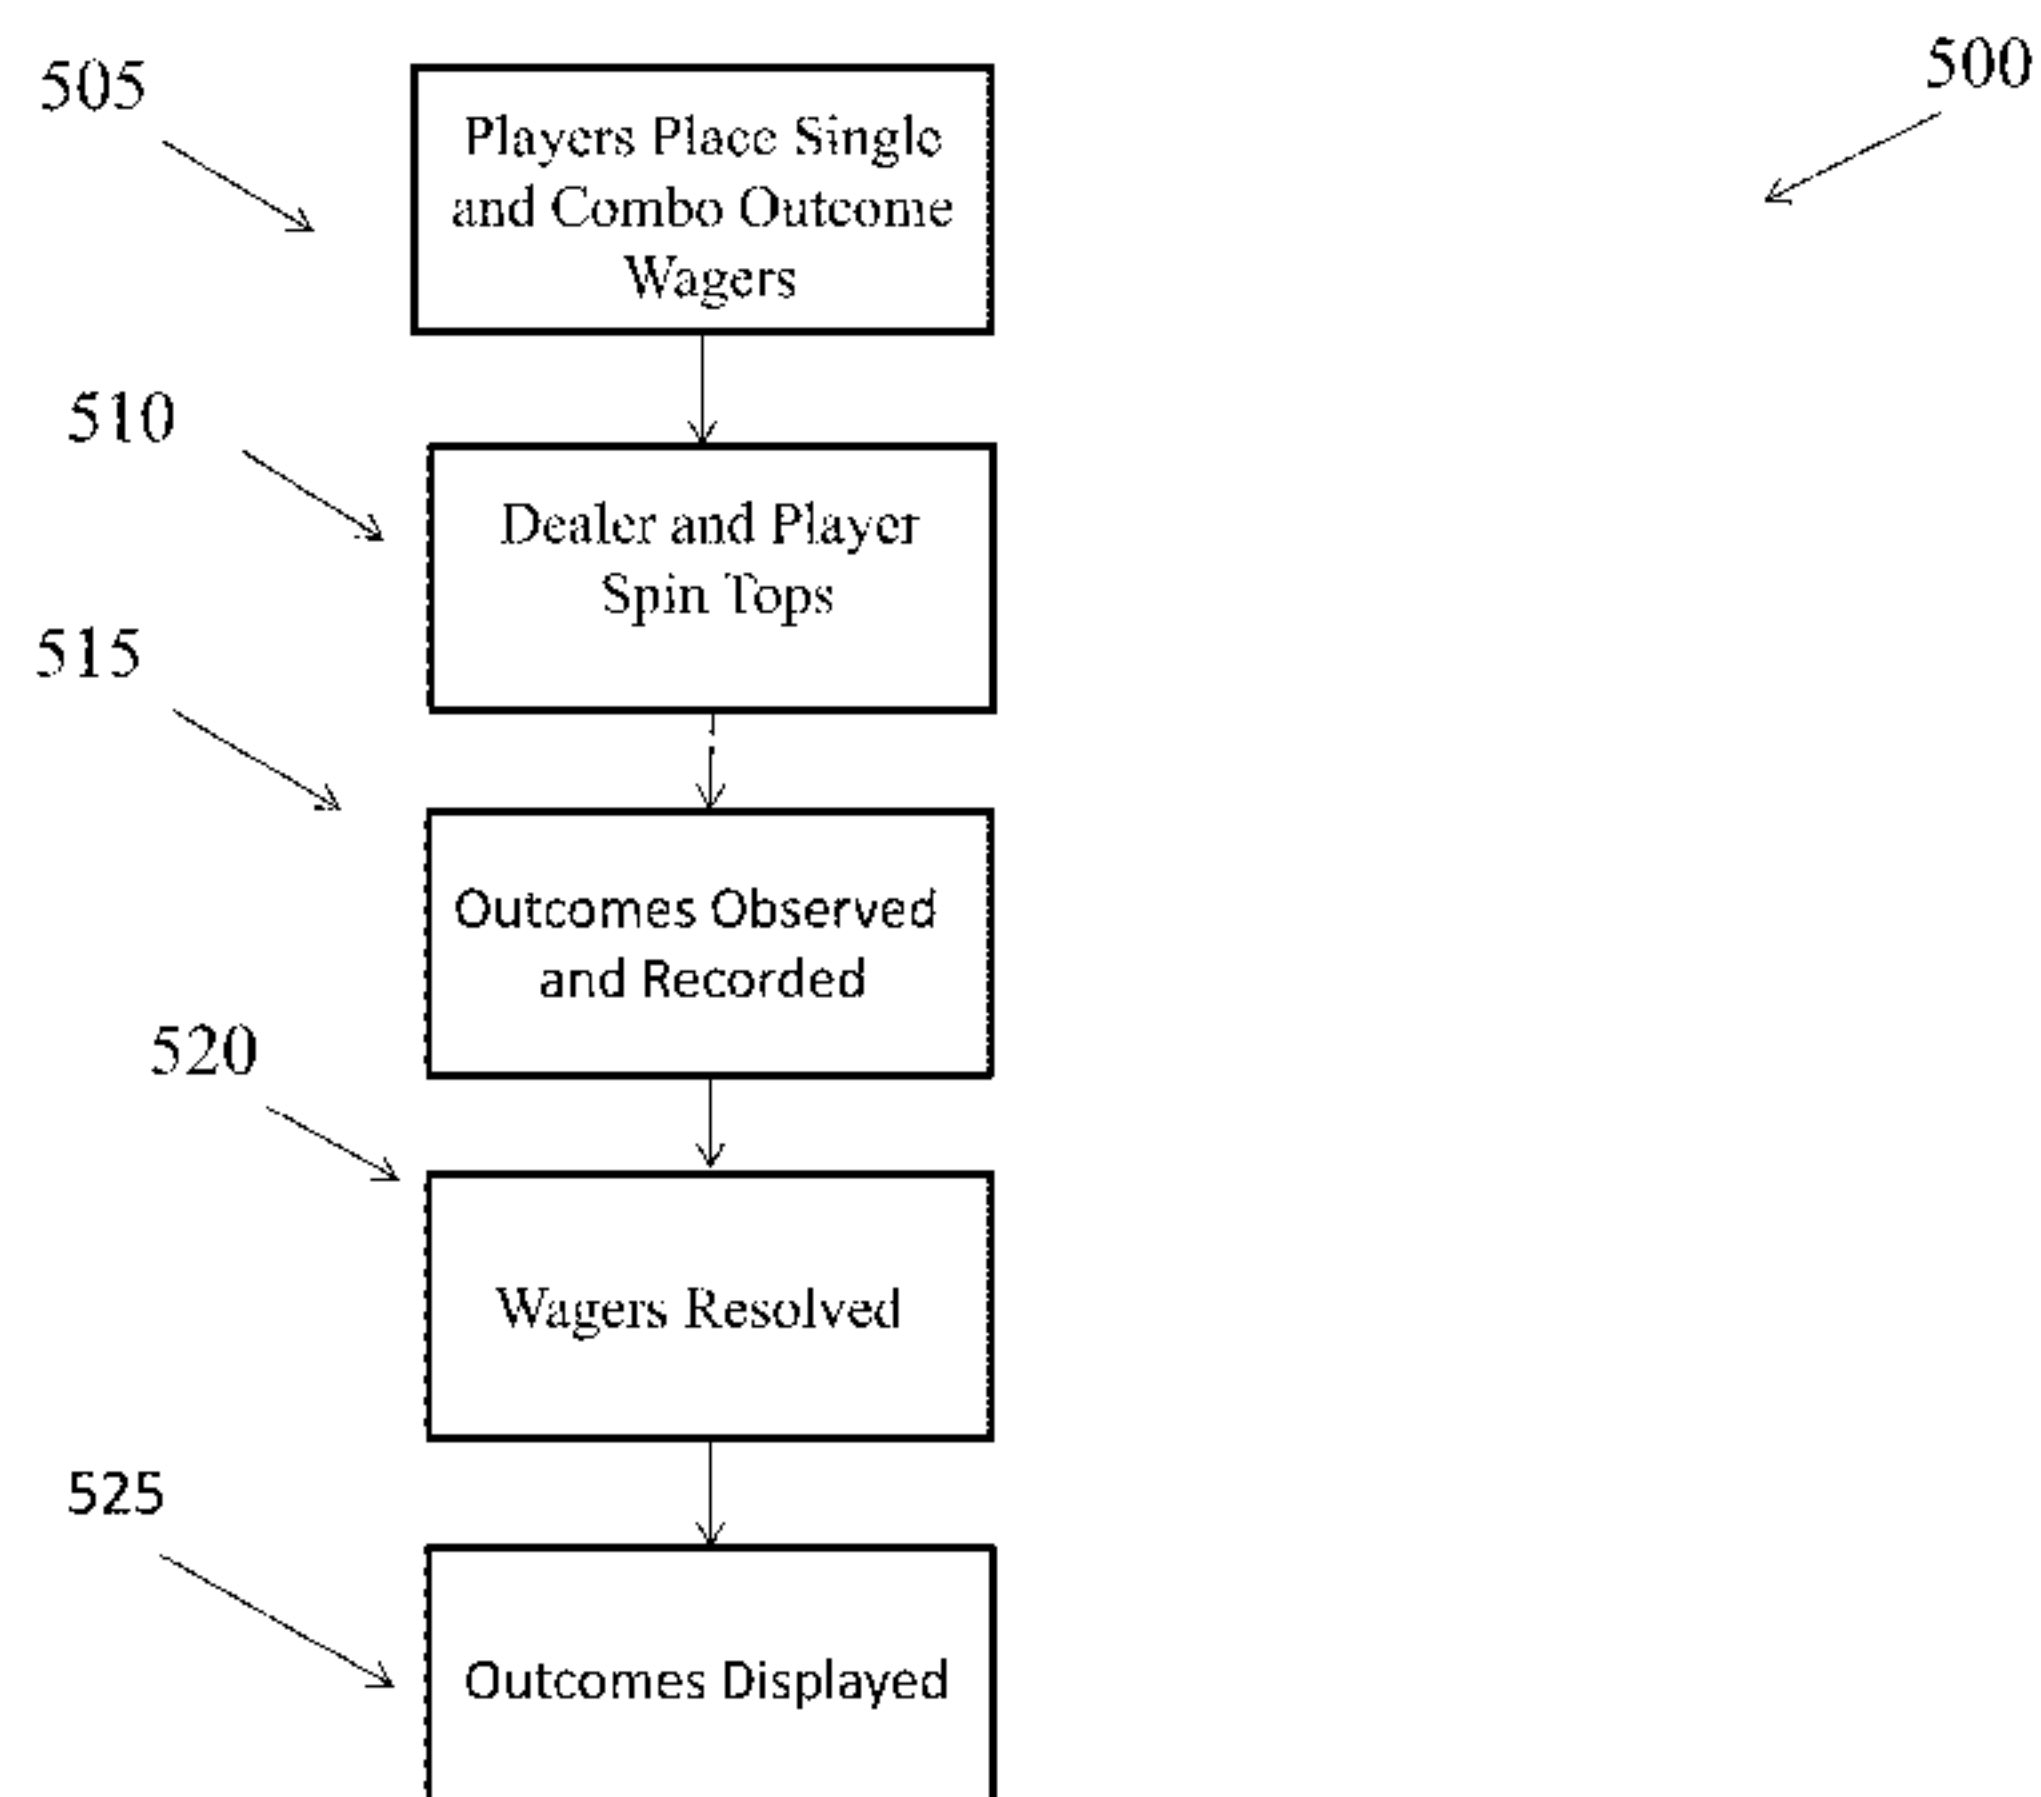 505
500
Players Place Single
and Combo Outcome
Wagers
510
Dealer and Player
Spin Tops
515
Outcomes Observed
and Recorded
520
Wagers Resolved
525
Outcomes Displayed